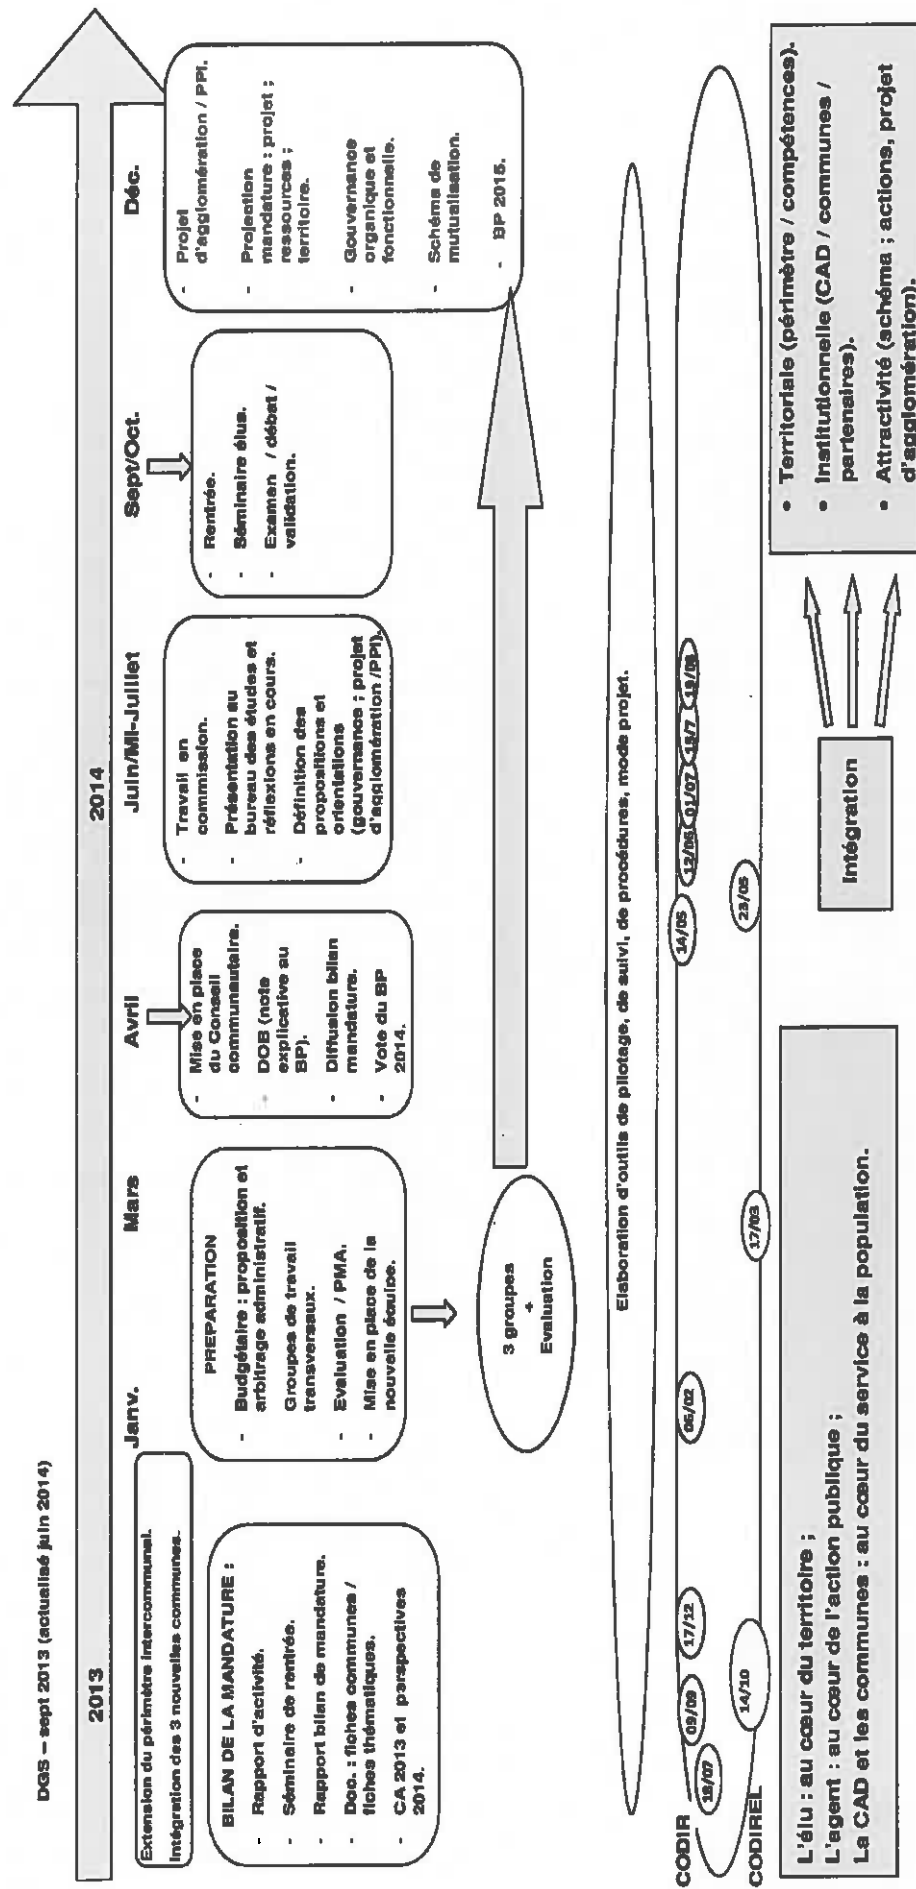 DGS – sept 2013 (actualisé juin 2014)
2013
2014
Janv.
Mars
Avril
Juin/Mi-Juillet
Sept/Oct.
Déc.
Extension du périmètre intercommunal.
Intégration des 3 nouvelles communes.
BILAN DE LA MANDATURE :
- Rapport d'activité.
- Séminaire de rentrée.
- Rapport bilan de mandature.
- Doc. : fiches communes /
fiches thématiques.
- CA 2013 et perspectives
2014.
PREPARATION
- Budgétaire : proposition et
arbitrage administratif.
- Groupes de travail
transversaux.
- Evaluation / PMA.
- Mise en place de la
nouvelle équipe.
- Mise en place
du Conseil
communautaire.
- DOB (note
explicative au
BP).
- Diffusion bilan
mandature.
- Vote du BP
2014.
- Travail en
commission.
- Présentation au
bureau des études et
réflexions en cours.
- Définition des
propositions et
orientations
(gouvernance ; projet
d'agglomération /PPI).
- Rentrée.
- Séminaire élus.
- Examen / débat /
validation.
- Projet
d'agglomération / PPI.
- Projection
mandature : projet ;
ressources ;
territoire.
- Gouvernance
organique et
fonctionnelle.
- Schéma de
mutualisation.
- BP 2015.
3 groupes
+
Evaluation
Elaboration d'outils de pilotage, de suivi, de procédures, mode projet.
CODIR
18/07
09/09
17/12
06/02
14/05
12/06
01/07
15/7
19/08
CODIREL
14/10
17/03
23/05
L'élu : au cœur du territoire ;
L'agent : au cœur de l'action publique ;
La CAD et les communes : au cœur du service à la population.
Intégration
• Territoriale (périmètre / compétences).
• Institutionnelle (CAD / communes /
partenaires).
• Attractivité (schéma ; actions, projet
d'agglomération).